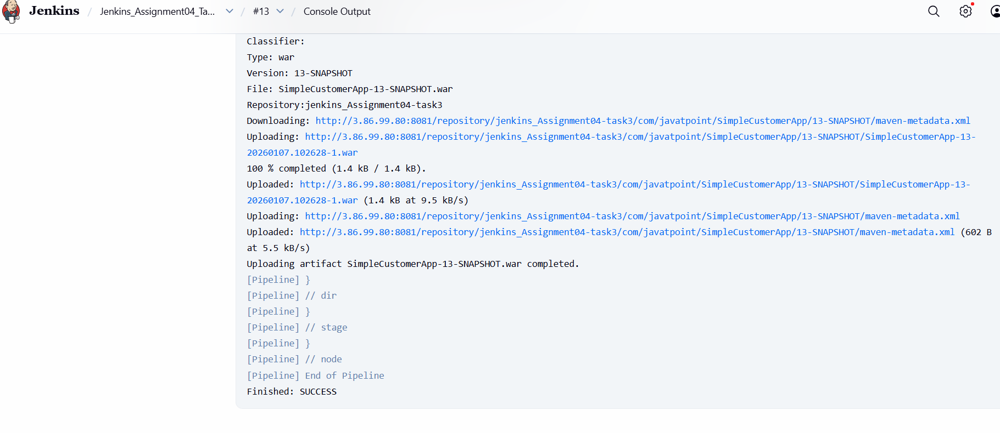 Jenkins / Jenkins_Assignment04_Ta... / #13 / Console Output
Classifier:
Type: war
Version: 13-SNAPSHOT
File: SimpleCustomerApp-13-SNAPSHOT.war
Repository:jenkins_Assignment04-task3
Downloading: http://3.86.99.80:8081/repository/jenkins_Assignment04-task3/com/javatpoint/SimpleCustomerApp/13-SNAPSHOT/maven-metadata.xml
Uploading: http://3.86.99.80:8081/repository/jenkins_Assignment04-task3/com/javatpoint/SimpleCustomerApp/13-SNAPSHOT/SimpleCustomerApp-13-
20260107.102628-1.war
100 % completed (1.4 kB / 1.4 kB).
Uploaded: http://3.86.99.80:8081/repository/jenkins_Assignment04-task3/com/javatpoint/SimpleCustomerApp/13-SNAPSHOT/SimpleCustomerApp-13-
20260107.102628-1.war (1.4 kB at 9.5 kB/s)
Uploading: http://3.86.99.80:8081/repository/jenkins_Assignment04-task3/com/javatpoint/SimpleCustomerApp/13-SNAPSHOT/maven-metadata.xml
Uploaded: http://3.86.99.80:8081/repository/jenkins_Assignment04-task3/com/javatpoint/SimpleCustomerApp/13-SNAPSHOT/maven-metadata.xml (602 B
at 5.5 kB/s)
Uploading artifact SimpleCustomerApp-13-SNAPSHOT.war completed.
[Pipeline] }
[Pipeline] // dir
[Pipeline] }
[Pipeline] // stage
[Pipeline] }
[Pipeline] // node
[Pipeline] End of Pipeline
Finished: SUCCESS